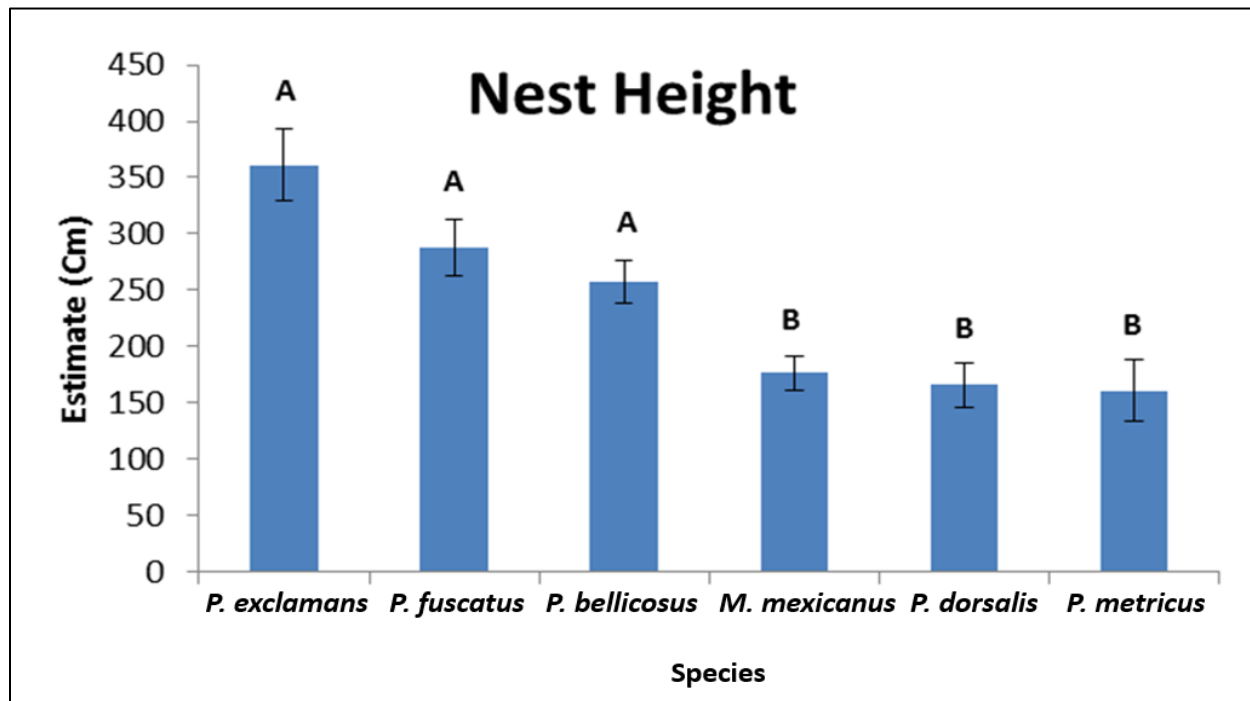 Nest Height
Estimate (Cm)
450
400
350
300
250
200
150
100
50
0
A
A
A
B
B
B
P. exclamans P. fuscatus P. bellicosus M. mexicanus P. dorsalis P. metricus
Species